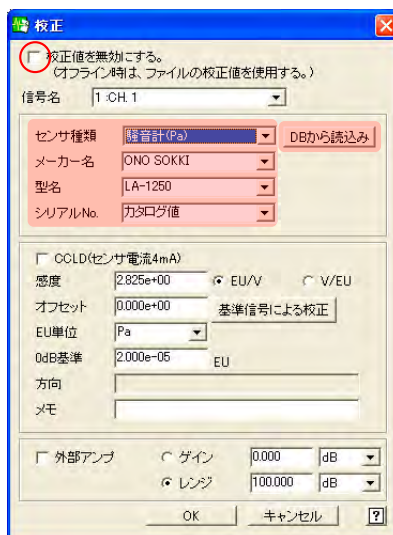 校正
校正値を無効にする。
(オフライン時は、ファイルの校正値を使用する。)
信号名 1 :CH. 1
センサ種類 騒音計(Pa) DBから読込み
メーカー名 ONO SOKKI
型名 LA-1250
シリアルNo. カタログ値
CCLD(センサ電流4mA)
感度 2.825e+00 EU/V V/EU
オフセット 0.000e+00 基準信号による校正
EU単位 Pa
0dB基準 2.000e-05 EU
方向
メモ
外部アンプ ゲイン 0.000 dB
レンジ 100.000 dB
OK キャンセル ?